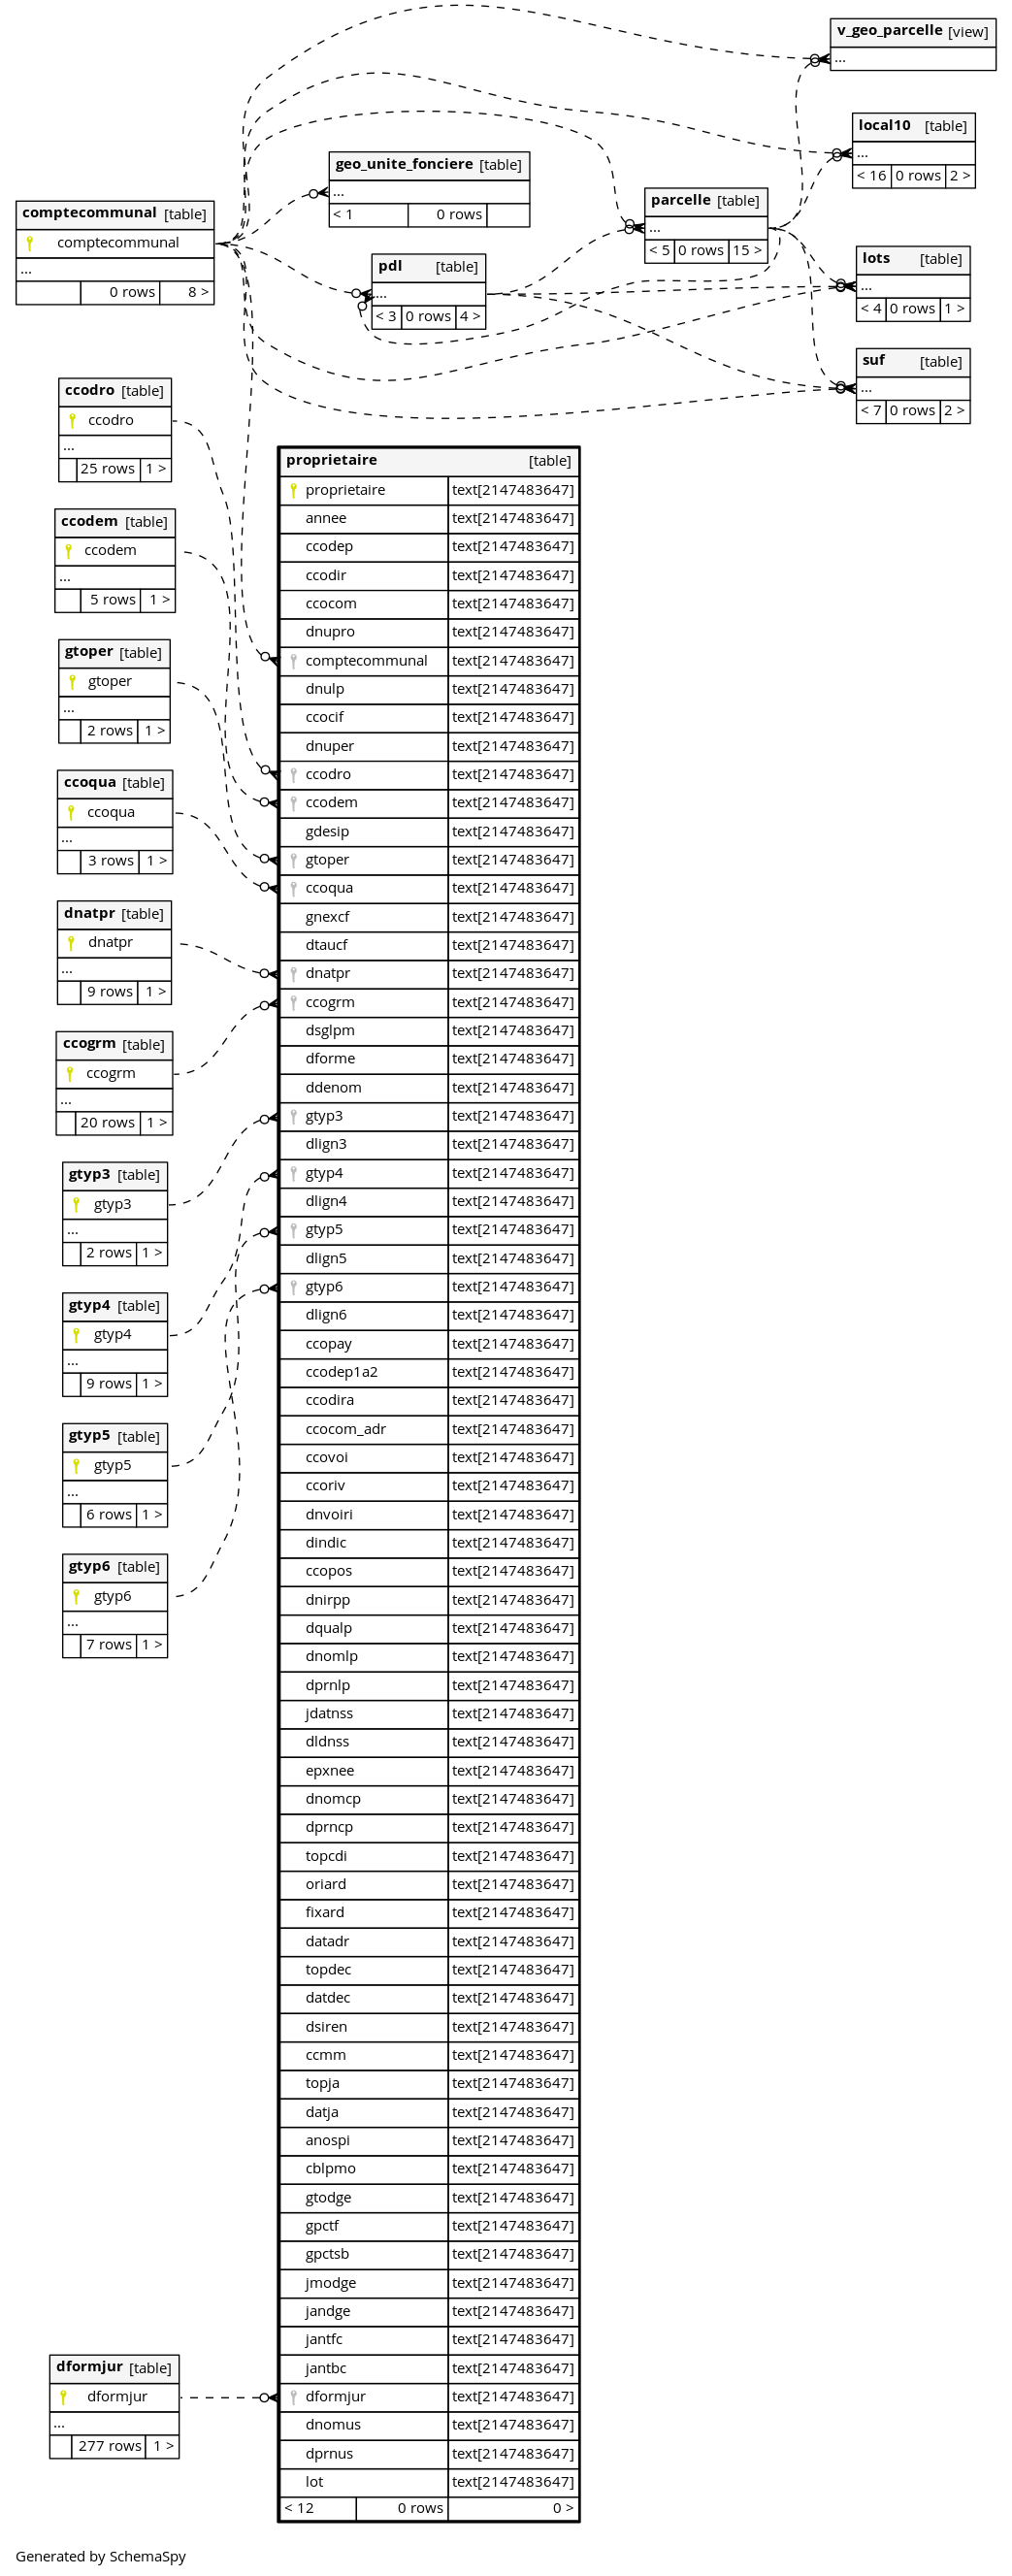 v_geo_parcelle [view]
...
local10 [table]
...
< 16 0 rows 2 >
geo_unite_fonciere [table]
...
< 1 0 rows
parcelle [table]
...
< 5 0 rows 15 >
comptecommunal [table]
comptecommunal
...
0 rows 8 >
pdl [table]
...
< 3 0 rows 4 >
lots [table]
...
< 4 0 rows 1 >
suf [table]
...
< 7 0 rows 2 >
ccodro [table]
ccodro
...
25 rows 1 >
ccodem [table]
ccodem
...
5 rows 1 >
gtoper [table]
gtoper
...
2 rows 1 >
ccoqua [table]
ccoqua
...
3 rows 1 >
dnatpr [table]
dnatpr
...
9 rows 1 >
ccogrm [table]
ccogrm
...
20 rows 1 >
gtyp3 [table]
gtyp3
...
2 rows 1 >
gtyp4 [table]
gtyp4
...
9 rows 1 >
gtyp5 [table]
gtyp5
...
6 rows 1 >
gtyp6 [table]
gtyp6
...
7 rows 1 >
dformjur [table]
dformjur
...
277 rows 1 >
proprietaire [table]
proprietaire text[2147483647]
annee text[2147483647]
ccodep text[2147483647]
ccodir text[2147483647]
ccocom text[2147483647]
dnupro text[2147483647]
comptecommunal text[2147483647]
dnulp text[2147483647]
ccocif text[2147483647]
dnuper text[2147483647]
ccodro text[2147483647]
ccodem text[2147483647]
gdesip text[2147483647]
gtoper text[2147483647]
ccoqua text[2147483647]
gnexcf text[2147483647]
dtaucf text[2147483647]
dnatpr text[2147483647]
ccogrm text[2147483647]
dsglpm text[2147483647]
dforme text[2147483647]
ddenom text[2147483647]
gtyp3 text[2147483647]
dlign3 text[2147483647]
gtyp4 text[2147483647]
dlign4 text[2147483647]
gtyp5 text[2147483647]
dlign5 text[2147483647]
gtyp6 text[2147483647]
dlign6 text[2147483647]
ccopay text[2147483647]
ccodep1a2 text[2147483647]
ccodira text[2147483647]
ccocom_adr text[2147483647]
ccovoi text[2147483647]
ccoriv text[2147483647]
dnvoiri text[2147483647]
dindic text[2147483647]
ccopos text[2147483647]
dnirpp text[2147483647]
dqualp text[2147483647]
dnomlp text[2147483647]
dprnlp text[2147483647]
jdatnss text[2147483647]
dldnss text[2147483647]
epxnee text[2147483647]
dnomcp text[2147483647]
dprncp text[2147483647]
topcdi text[2147483647]
oriard text[2147483647]
fixard text[2147483647]
datadr text[2147483647]
topdec text[2147483647]
datdec text[2147483647]
dsiren text[2147483647]
ccmm text[2147483647]
topja text[2147483647]
datja text[2147483647]
anospi text[2147483647]
cblpmo text[2147483647]
gtodge text[2147483647]
gpctf text[2147483647]
gpctsb text[2147483647]
jmodge text[2147483647]
jandge text[2147483647]
jantfc text[2147483647]
jantbc text[2147483647]
dformjur text[2147483647]
dnomus text[2147483647]
dprnus text[2147483647]
lot text[2147483647]
< 12 0 rows 0 >
Generated by SchemaSpy